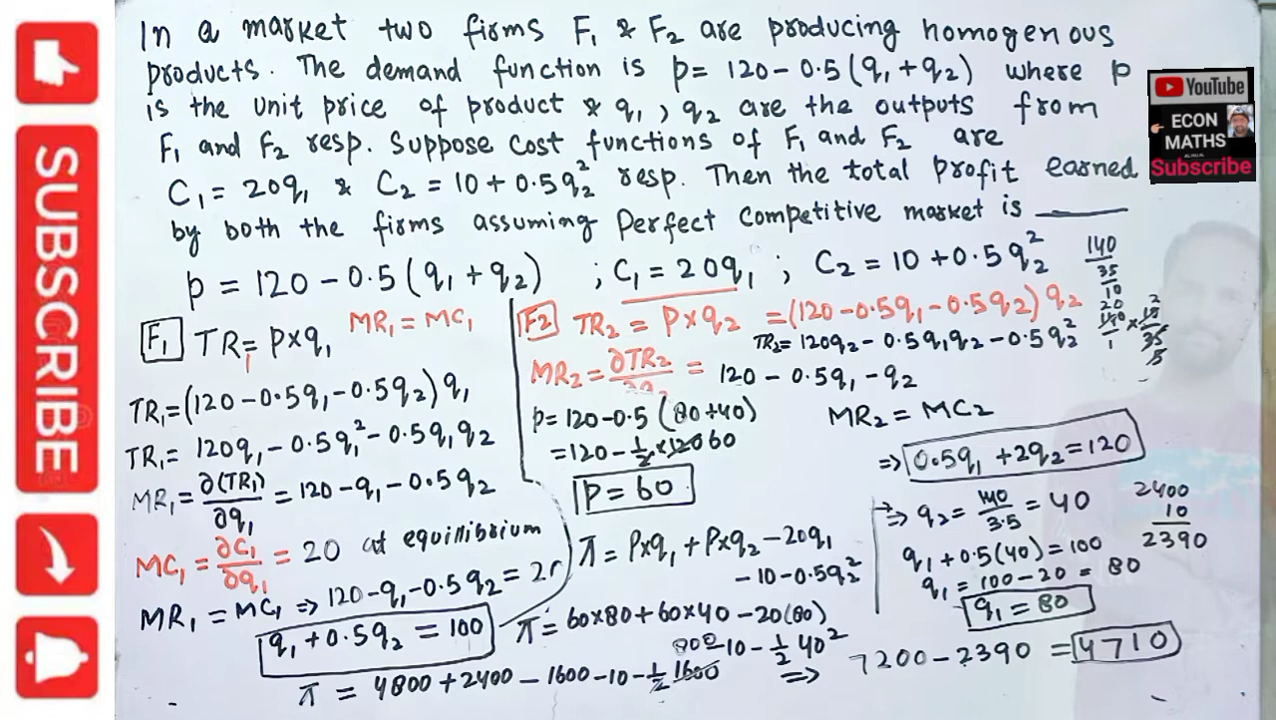 In a market two firms F₁ & F₂ are producing homogenous
products. The demand function is p = 120 - 0.5(q₁ + q₂) where p
is the unit price of product & q₁, q₂ are the outputs from
F₁ and F₂ resp. Suppose cost functions of F₁ and F₂ are
C₁ = 20q₁ & C₂ = 10 + 0.5q₂² resp. Then the total profit earned
by both the firms assuming perfect competitive market is ______
p = 120 - 0.5(q₁ + q₂) ; C₁ = 20q₁ ; C₂ = 10 + 0.5q₂²
F₁ TR₁ = p×q₁ MR₁ = MC₁
TR₁ = (120 - 0.5q₁ - 0.5q₂)q₁
TR₁ = 120q₁ - 0.5q₁² - 0.5q₁q₂
MR₁ = ∂(TR₁)/∂q₁ = 120 - q₁ - 0.5q₂
MC₁ = ∂C₁/∂q₁ = 20 at equilibrium
MR₁ = MC₁ ⇒ 120 - q₁ - 0.5q₂ = 20
q₁ + 0.5q₂ = 100
F2 TR₂ = p×q₂ = (120 - 0.5q₁ - 0.5q₂)q₂
TR₂ = 120q₂ - 0.5q₁q₂ - 0.5q₂²
MR₂ = ∂TR₂/∂q₂ = 120 - 0.5q₁ - q₂
MR₂ = MC₂
⇒ 0.5q₁ + 2q₂ = 120
⇒ q₂ = 140/3.5 = 40
q₁ + 0.5(40) = 100
q₁ = 100 - 20 = 80
q₁ = 80
p = 120 - 0.5(80 + 40)
= 120 - 1/2 × 120 60
p = 60
π = p×q₁ + p×q₂ - 20q₁
- 10 - 0.5q₂²
π = 60×80 + 60×40 - 20(80)
- 10 - 1/2 40²
π = 4800 + 2400 - 1600 - 10 - 1/2 1600 800
⇒ 7200 - 2390 = 4710
140
35
10
20
2400
10
2390
YouTube
ECON
MATHS
Subscribe
SUBSCRIBE